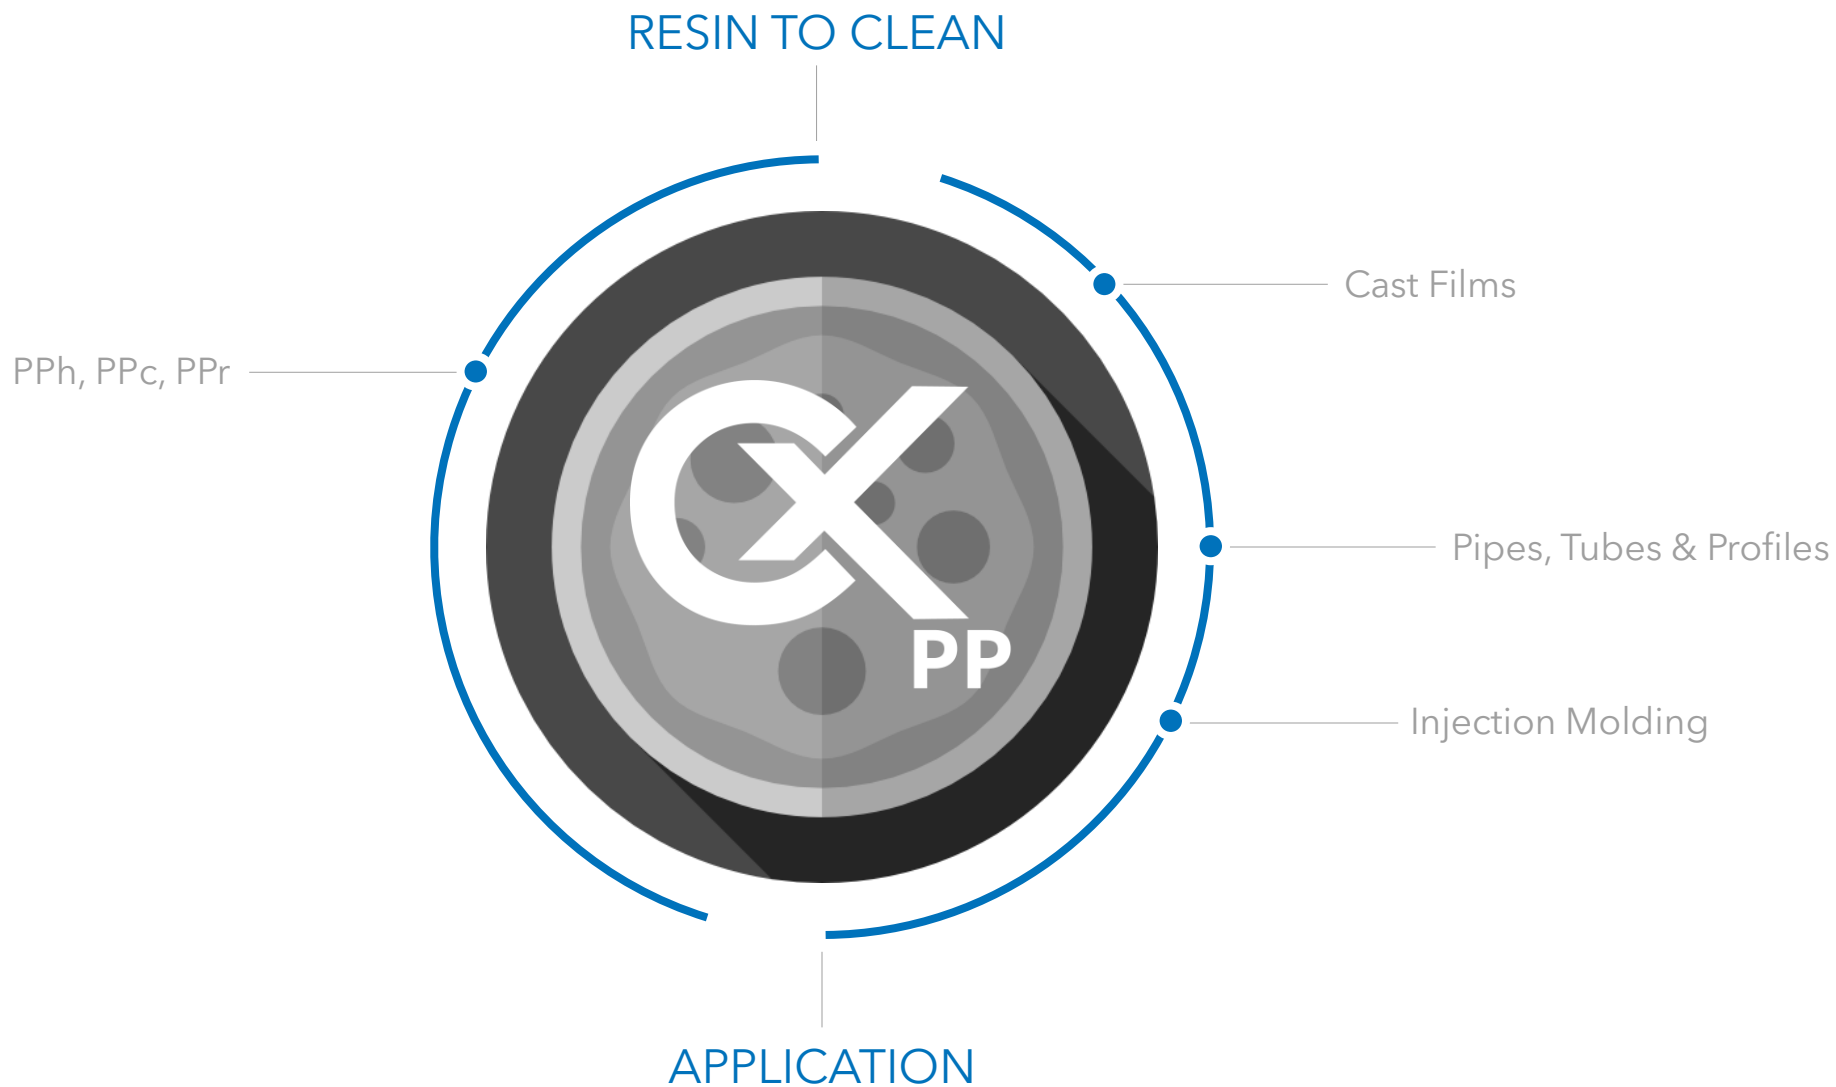 RESIN TO CLEAN
Cast Films
PPh, PPc, PPr
CX
PP
Pipes, Tubes & Profiles
Injection Molding
APPLICATION